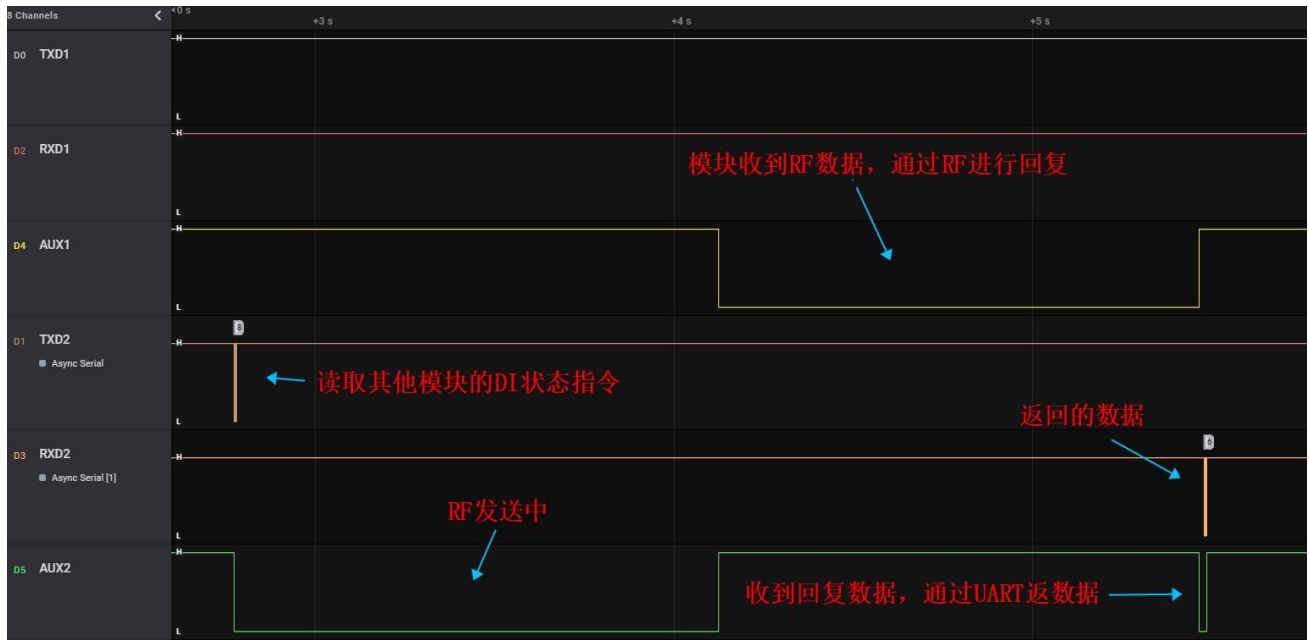 8 Channels
0 s
+3 s
+4 s
+5 s
D0 TXD1
H
L
D2 RXD1
H
L
模块收到RF数据，通过RF进行回复
D4 AUX1
H
L
D1 TXD2
Async Serial
H
L
8
读取其他模块的DI状态指令
返回的数据
D3 RXD2
Async Serial [1]
H
L
6
RF发送中
D5 AUX2
H
L
收到回复数据，通过UART返数据